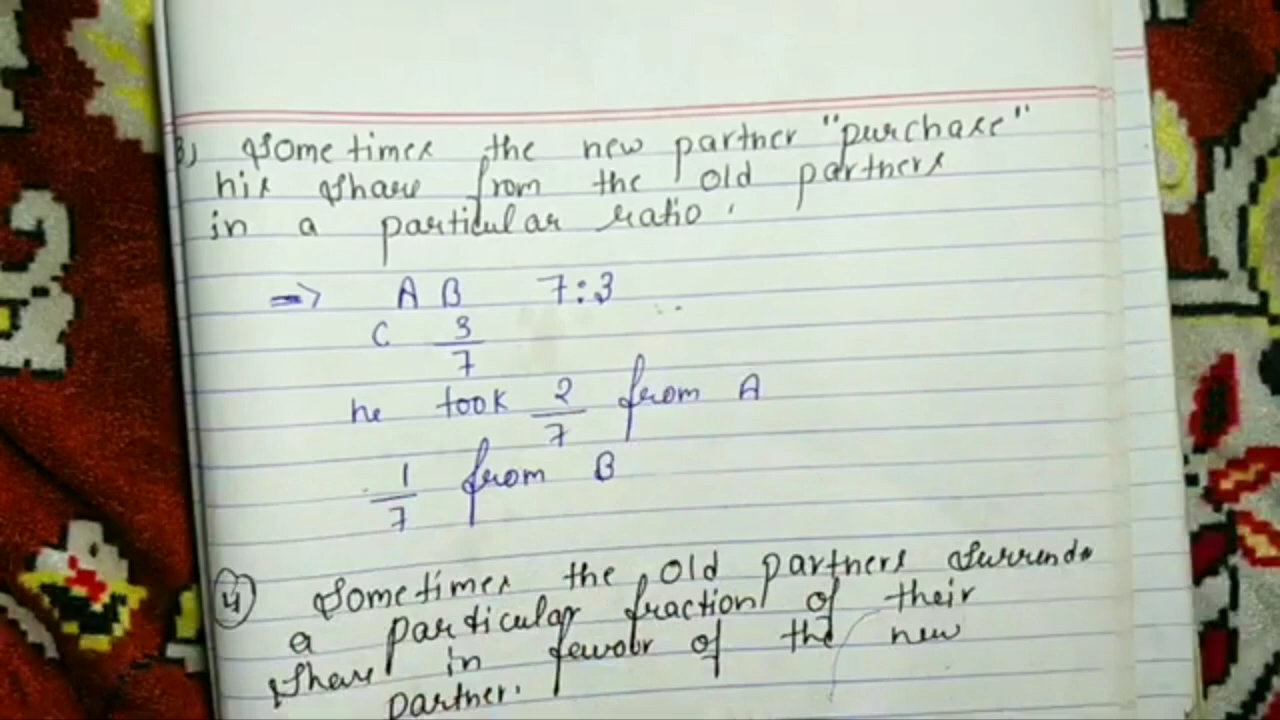 3) Sometimes the new partner "purchase"
his share from the old partners
in a particular ratio.
=> A B 7:3
C 3/7
he took 2/7 from A
1/7 from B
4 Sometimes the old partners surrende
a particular fraction of their
share in fewour of the new
partner.